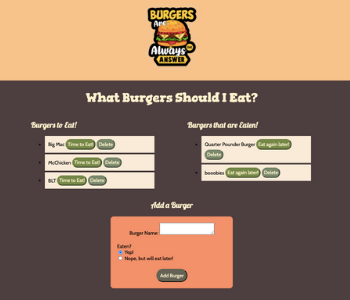 BURGERS
Are
Always
the
ANSWER
What Burgers Should I Eat?
Burgers to Eat!
Burgers that are Eaten!
Big Mac Time to Eat! Delete
McChicken Time to Eat! Delete
BLT Time to Eat! Delete
Quarter Pounder Burger Eat again later!
Delete
booobies Eat again later! Delete
Add a Burger
Burger Name:
Eaten?
Yep!
Nope, but will eat later!
Add Burger